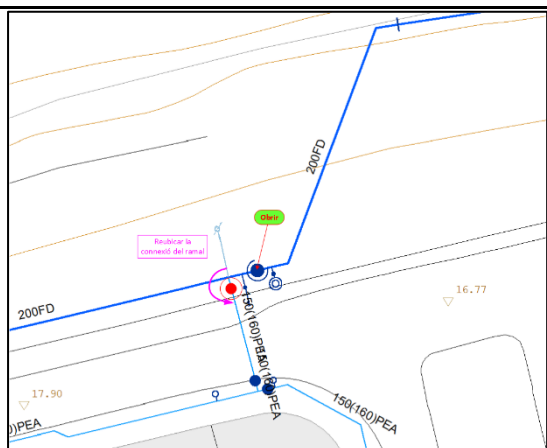 200FD
Obrir
Reubicar la
connexió del ramal
200FD
150(160)PEA
150(160)PEA
16.77
17.90
150(160)PEA
)PEA